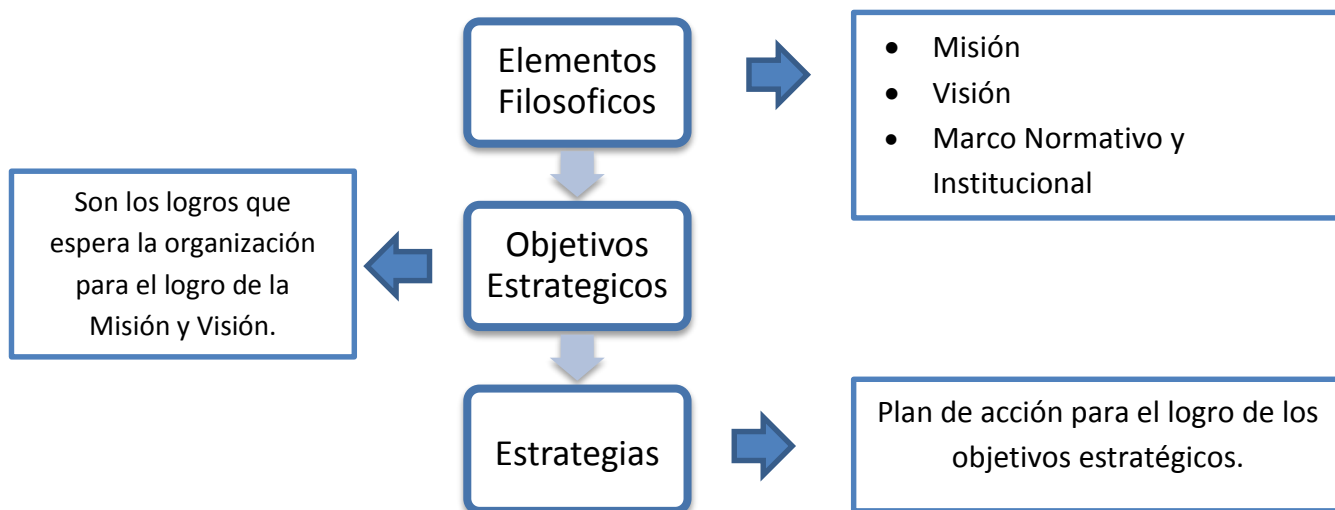 Elementos
Filosoficos
• Misión
• Visión
• Marco Normativo y
Institucional
Son los logros que
espera la organización
para el logro de la
Misión y Visión.
Objetivos
Estrategicos
Estrategias
Plan de acción para el logro de los
objetivos estratégicos.